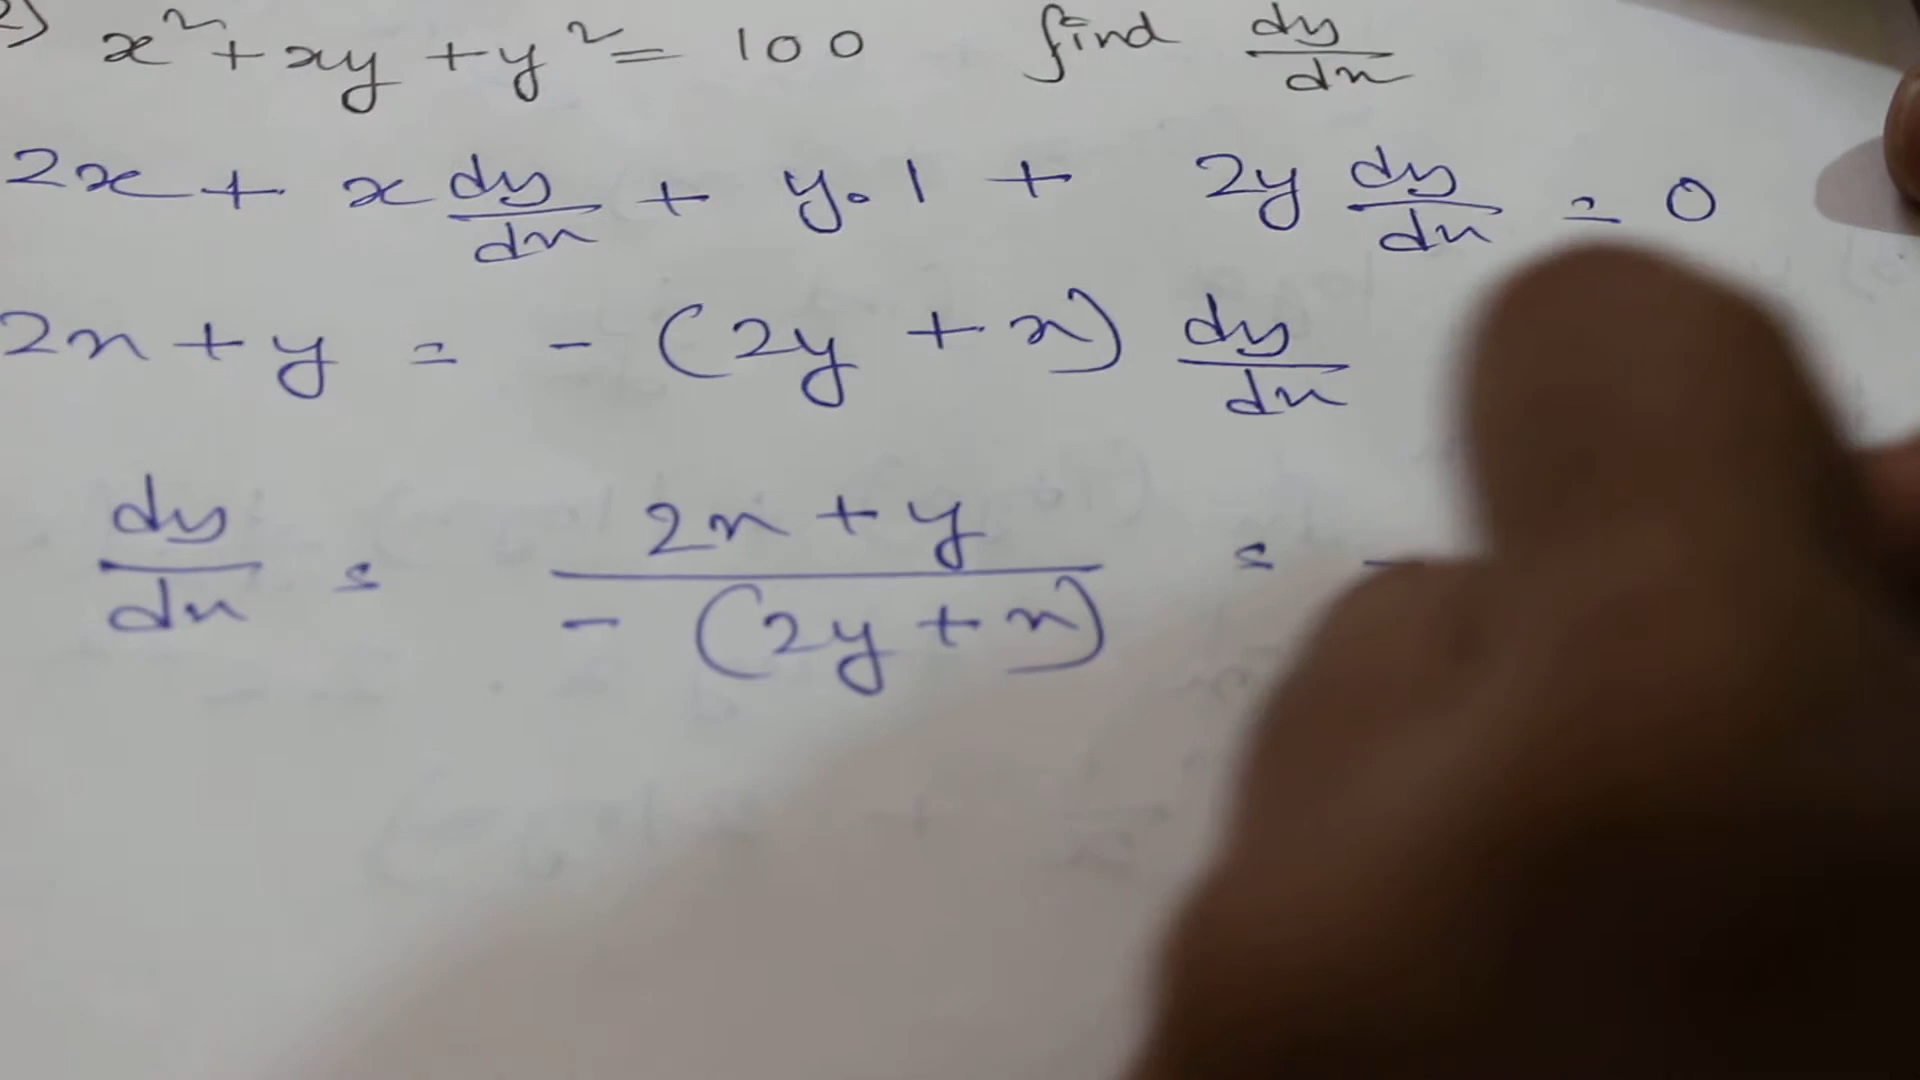 2) x² + xy + y² = 100 find dy/dx
2x + x dy/dx + y.1 + 2y dy/dx = 0
2x + y = - (2y + x) dy/dx
dy/dx = 2x + y / - (2y + x) = -